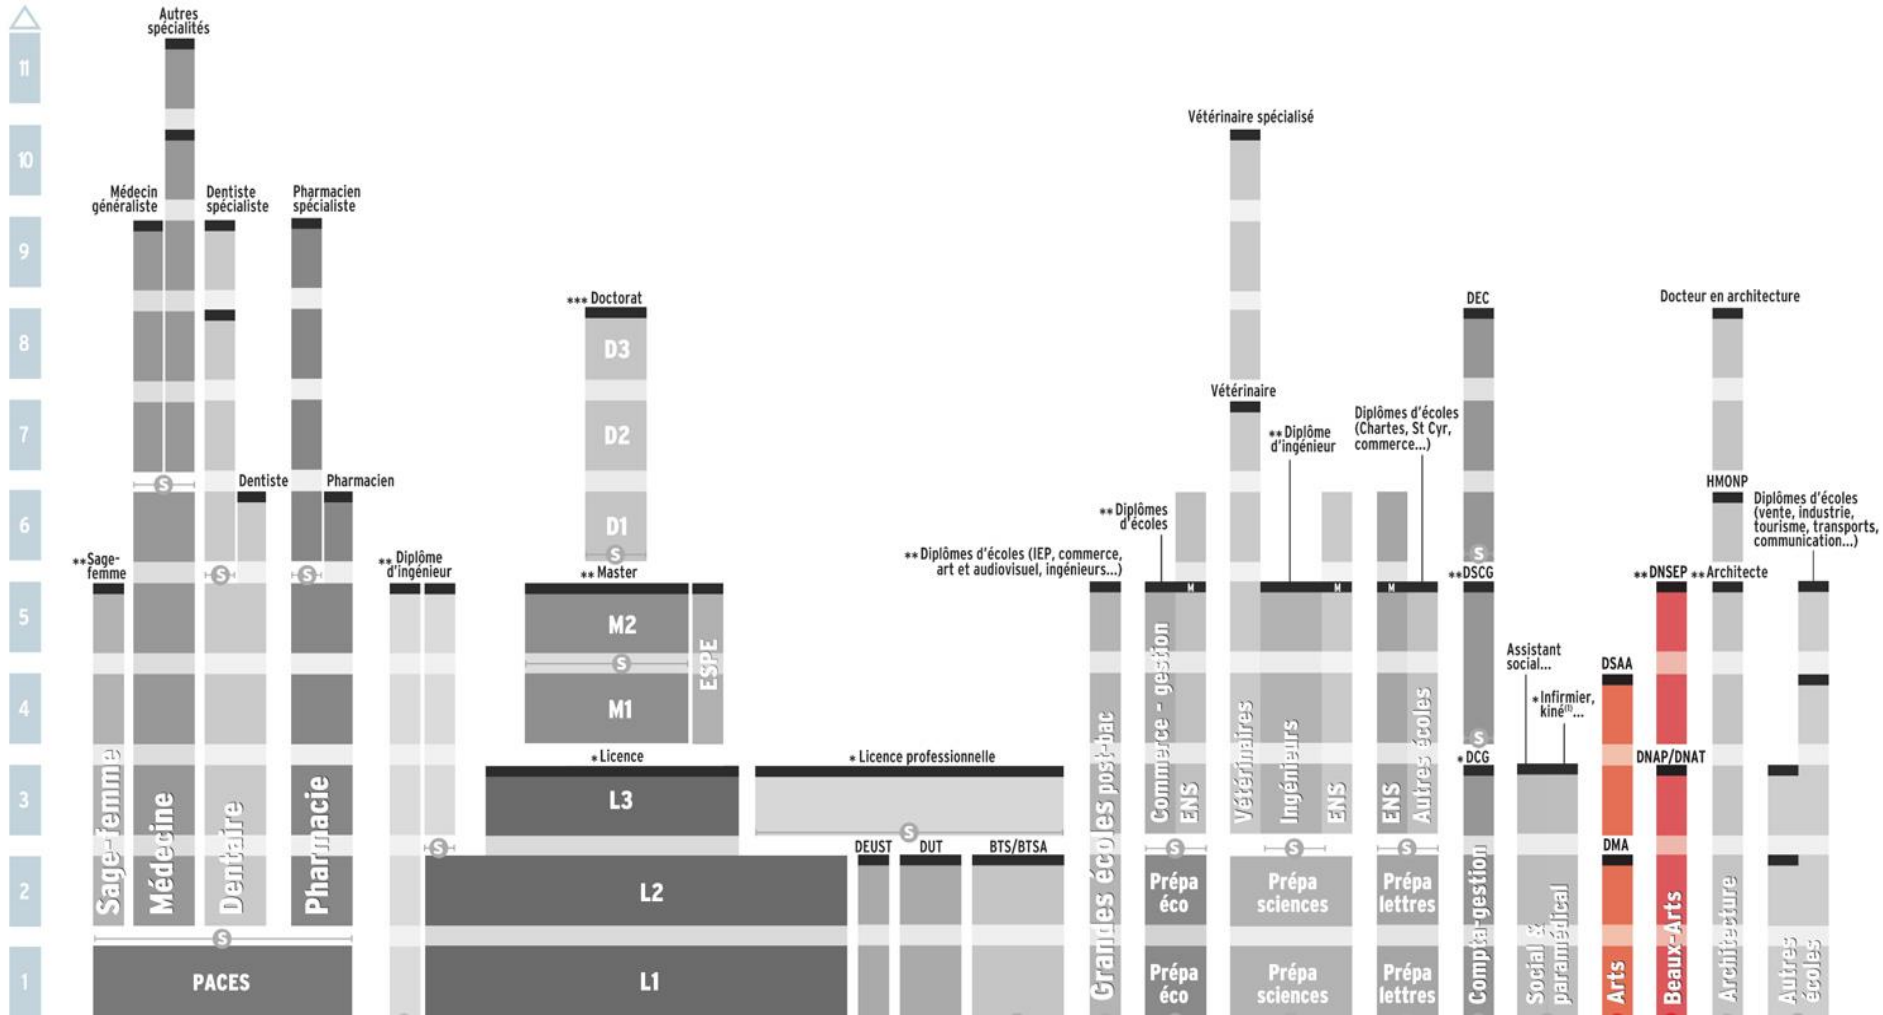 Autres
spécialités
11
Vétérinaire spécialisé
10
Médecin
généraliste
Dentiste
spécialiste
Pharmacien
spécialiste
9
*** Doctorat
DEC
Docteur en architecture
8
D3
Vétérinaire
7
D2
** Diplôme
d'ingénieur
Diplômes d'écoles
(Chartes, St Cyr,
commerce...)
S
Dentiste
Pharmacien
HMONP
6
D1
** Diplômes
d'écoles
Diplômes d'écoles
(vente, industrie,
tourisme, transports,
communication...)
** Sage-
femme
S
S
** Diplôme
d'ingénieur
S
** Master
** Diplômes d'écoles (IEP, commerce,
art et audiovisuel, ingénieurs...)
S
** DSCG
** DNSEP
** Architecte
M
M
M
5
M2
ESPE
S
Assistant
social...
DSAA
4
M1
* Infirmier,
kiné(1)...
S
* Licence
* Licence professionnelle
* DCG
DNAP/DNAT
3
L3
S
Sage-femme
Médecine
Dentaire
Pharmacie
Grandes écoles post-bac
Commerce - gestion
ENS
Vétérinaires
Ingénieurs
ENS
ENS
Autres écoles
S
DEUST
DUT
BTS/BTSA
S
S
S
DMA
2
L2
Prépa
éco
Prépa
sciences
Prépa
lettres
S
1
PACES
L1
Prépa
éco
Prépa
sciences
Prépa
lettres
Compta-gestion
Social &
paramédical
Arts
Beaux-Arts
Architecture
Autres
écoles